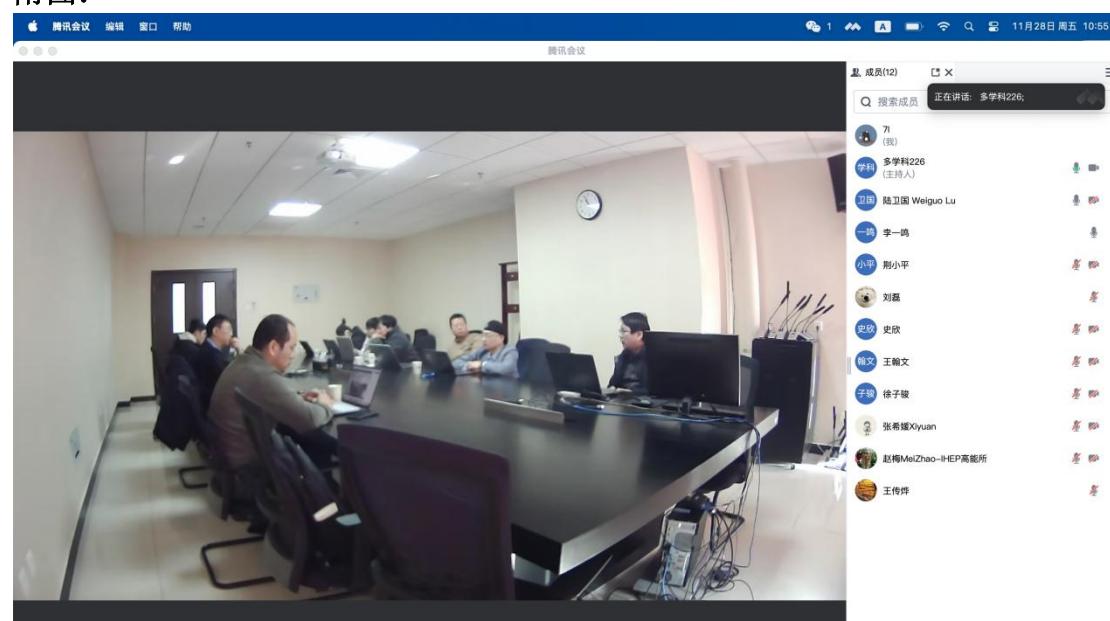 附图:
腾讯会议 编辑 窗口 帮助
1 A 11月28日 周五 10:55
腾讯会议
成员(12)
搜索成员
正在讲话: 多学科226;
7l
(我)
学科 多学科226
(主持人)
卫国 陆卫国 Weiguo Lu
一鸣 李一鸣
小平 荆小平
刘磊
史欣 史欣
翰文 王翰文
子骏 徐子骏
张希媛Xiyuan
赵梅MeiZhao-IHEP高能所
王传烨